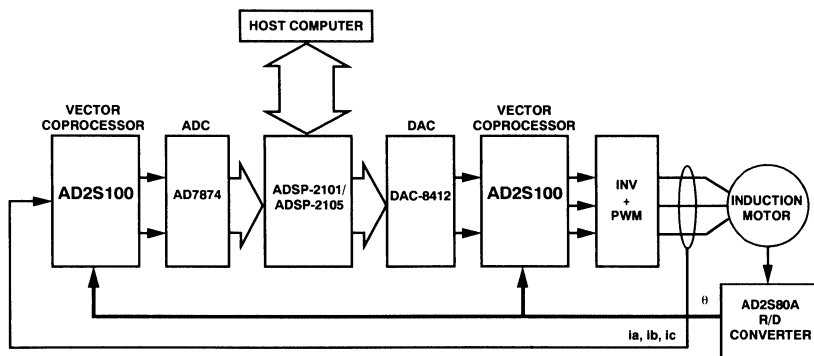 HOST COMPUTER
VECTOR
COPROCESSOR
ADC
DAC
VECTOR
COPROCESSOR
AD2S100
AD7874
ADSP-2101/
ADSP-2105
DAC-8412
AD2S100
INV
+
PWM
INDUCTION
MOTOR
θ
AD2S80A
R/D
CONVERTER
ia, ib, ic